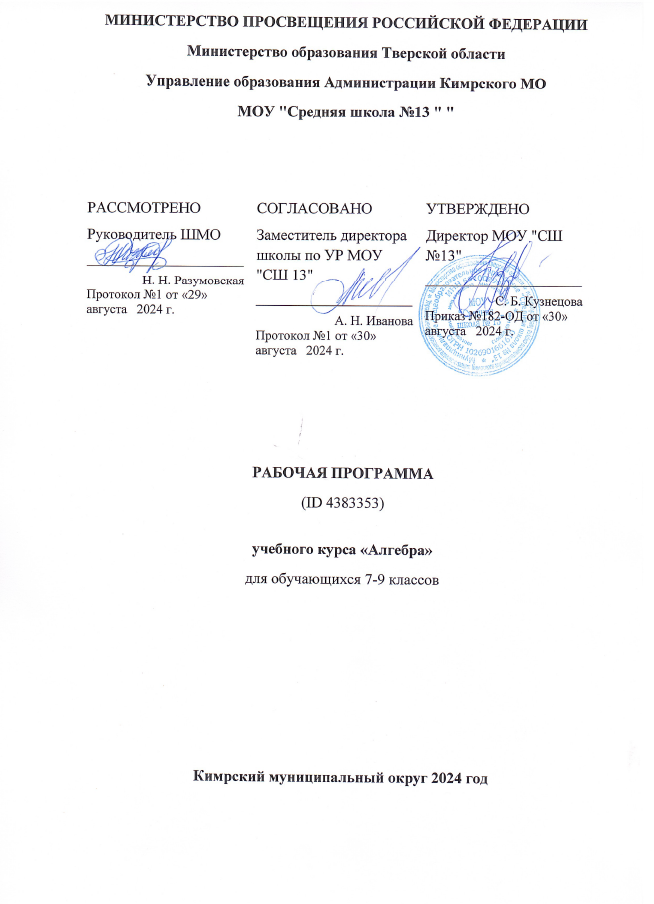 МИНИСТЕРСТВО ПРОСВЕЩЕНИЯ РОССИЙСКОЙ ФЕДЕРАЦИИ
Министерство образования Тверской области
Управление образования Администрации Кимрского МО
МОУ "Средняя школа №13 " "
РАССМОТРЕНО
Руководитель ШМО
Н. Н. Разумовская
Протокол №1 от «29»
августа 2024 г.
СОГЛАСОВАНО
Заместитель директора
школы по УР МОУ
"СШ 13"
А. Н. Иванова
Протокол №1 от «30»
августа 2024 г.
УТВЕРЖДЕНО
Директор МОУ "СШ
№13"
С. Б. Кузнецова
Приказ №182-ОД от «30»
августа 2024 г.
РАБОЧАЯ ПРОГРАММА
(ID 4383353)
учебного курса «Алгебра»
для обучающихся 7-9 классов
Кимрский муниципальный округ 2024 год